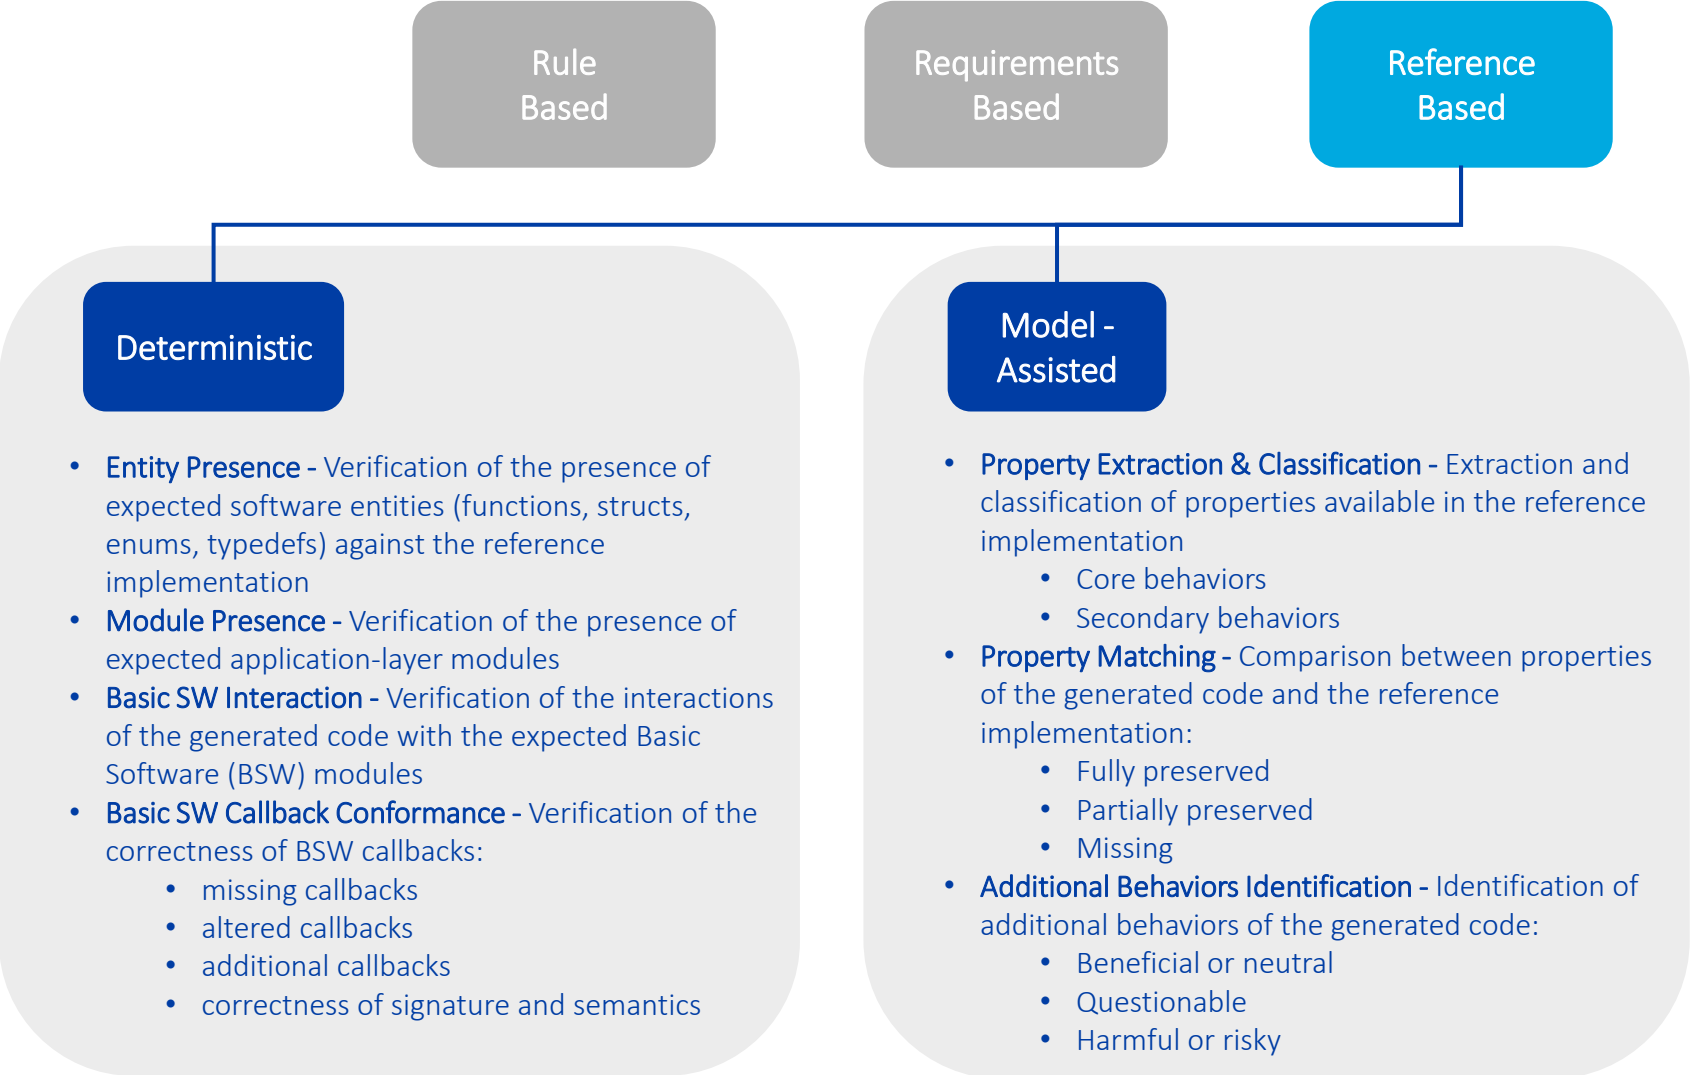 Rule
Based
Requirements
Based
Reference
Based
Deterministic
• Entity Presence - Verification of the presence of
expected software entities (functions, structs,
enums, typedefs) against the reference
implementation
• Module Presence - Verification of the presence of
expected application-layer modules
• Basic SW Interaction - Verification of the interactions
of the generated code with the expected Basic
Software (BSW) modules
• Basic SW Callback Conformance - Verification of the
correctness of BSW callbacks:
• missing callbacks
• altered callbacks
• additional callbacks
• correctness of signature and semantics
Model -
Assisted
• Property Extraction & Classification - Extraction and
classification of properties available in the reference
implementation
• Core behaviors
• Secondary behaviors
• Property Matching - Comparison between properties
of the generated code and the reference
implementation:
• Fully preserved
• Partially preserved
• Missing
• Additional Behaviors Identification - Identification of
additional behaviors of the generated code:
• Beneficial or neutral
• Questionable
• Harmful or risky